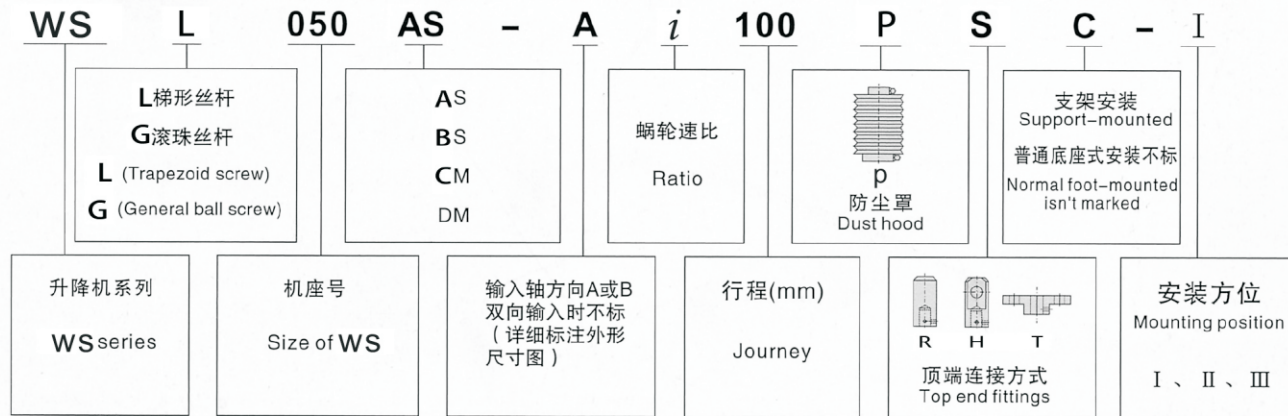 WS L 050 AS - A i 100 P S C - I
L梯形丝杆
G滚珠丝杆
L (Trapezoid screw)
G (General ball screw)
AS
BS
CM
DM
蜗轮速比
Ratio
p
防尘罩
Dust hood
支架安装
Support-mounted
普通底座式安装不标
Normal foot-mounted
isn't marked
升降机系列
WS series
机座号
Size of WS
输入轴方向A或B
双向输入时不标
(详细标注外形
尺寸图)
行程(mm)
Journey
R H T
顶端连接方式
Top end fittings
安装方位
Mounting position
I 、 II 、 III